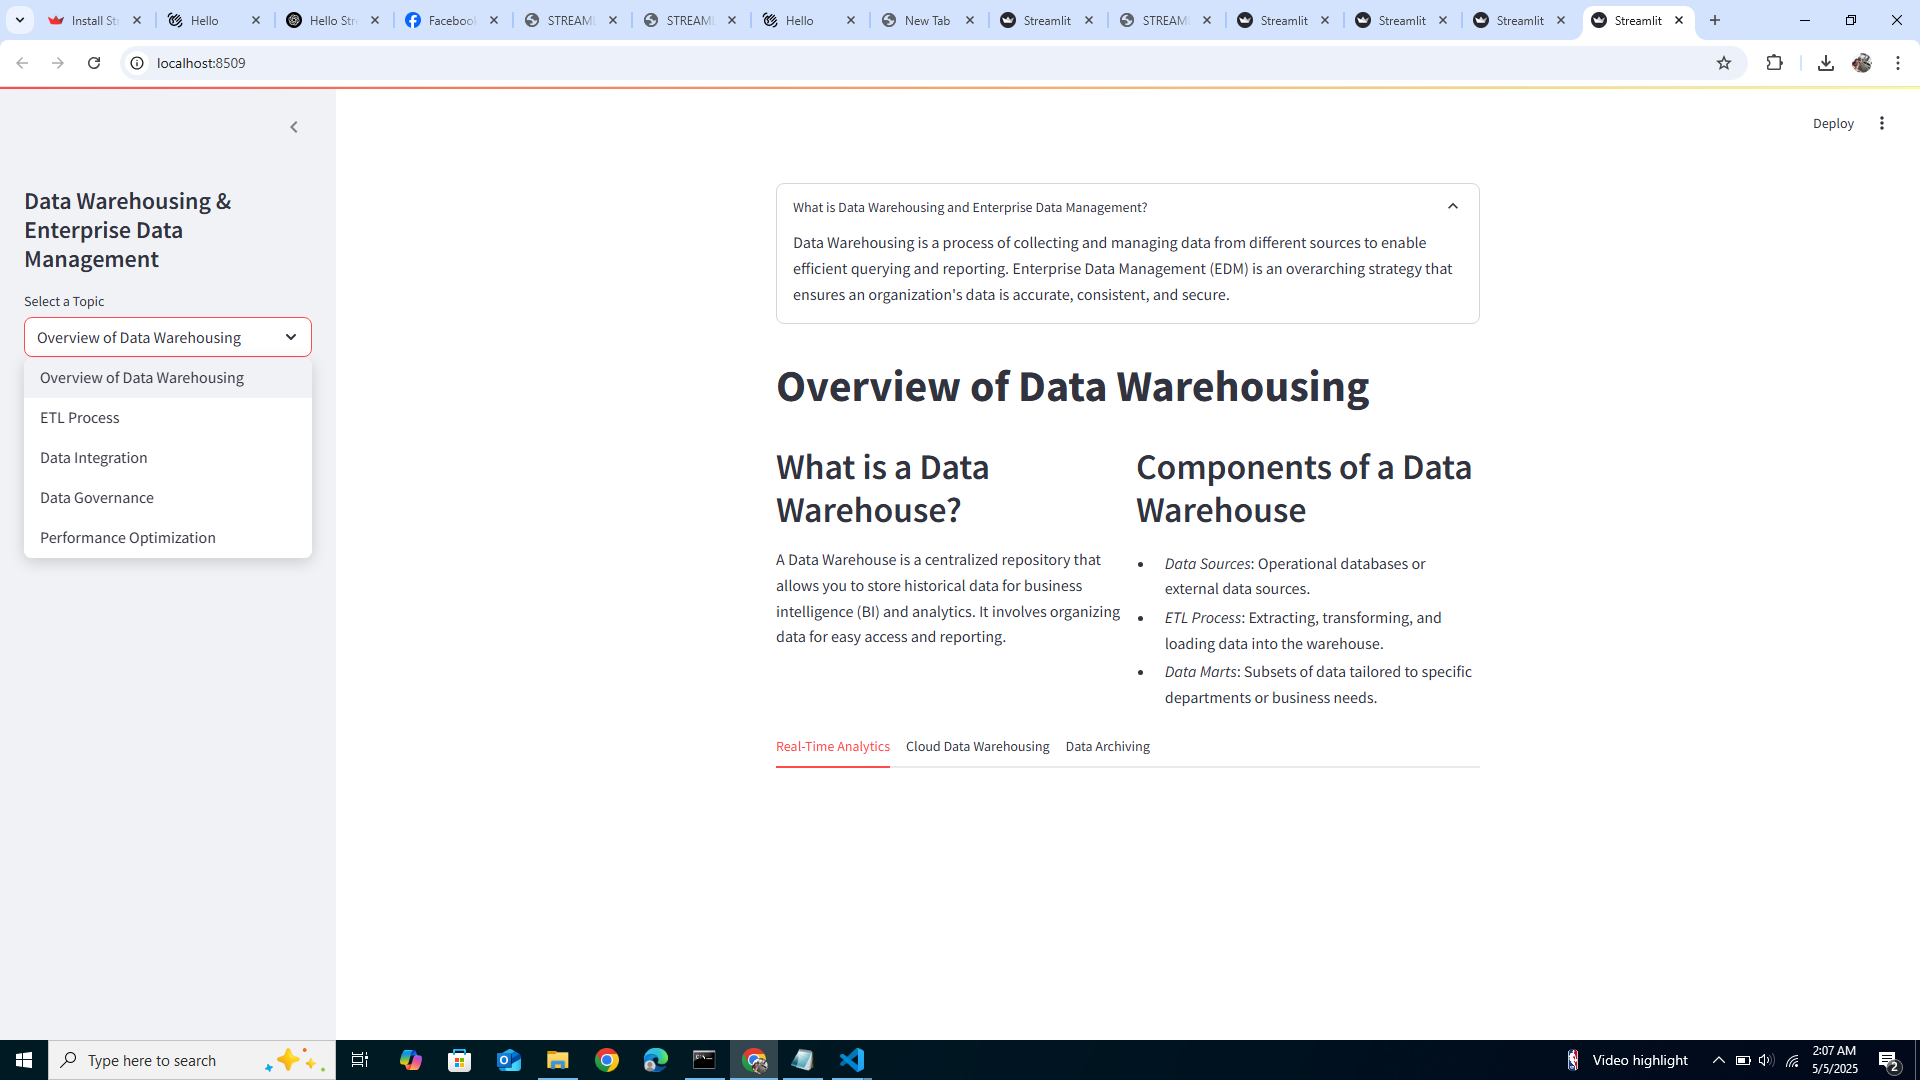 Install Str
Hello
Hello Stre
Facebook
STREAML
STREAML
Hello
New Tab
Streamlit
STREAML
Streamlit
Streamlit
Streamlit
Streamlit
localhost:8509
Deploy
Data Warehousing &
Enterprise Data
Management
Select a Topic
Overview of Data Warehousing
Overview of Data Warehousing
ETL Process
Data Integration
Data Governance
Performance Optimization
What is Data Warehousing and Enterprise Data Management?
Data Warehousing is a process of collecting and managing data from different sources to enable
efficient querying and reporting. Enterprise Data Management (EDM) is an overarching strategy that
ensures an organization's data is accurate, consistent, and secure.
Overview of Data Warehousing
What is a Data
Warehouse?
A Data Warehouse is a centralized repository that
allows you to store historical data for business
intelligence (BI) and analytics. It involves organizing
data for easy access and reporting.
Components of a Data
Warehouse
• Data Sources: Operational databases or
external data sources.
• ETL Process: Extracting, transforming, and
loading data into the warehouse.
• Data Marts: Subsets of data tailored to specific
departments or business needs.
Real-Time Analytics
Cloud Data Warehousing
Data Archiving
Type here to search
Video highlight
2:07 AM
5/5/2025
2